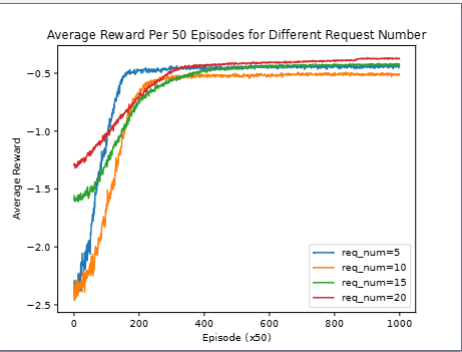 Average Reward Per 50 Episodes for Different Request Number
Average Reward
−0.5
−1.0
−1.5
−2.0
−2.5
req_num=5
req_num=10
req_num=15
req_num=20
0 200 400 600 800 1000
Episode (x50)